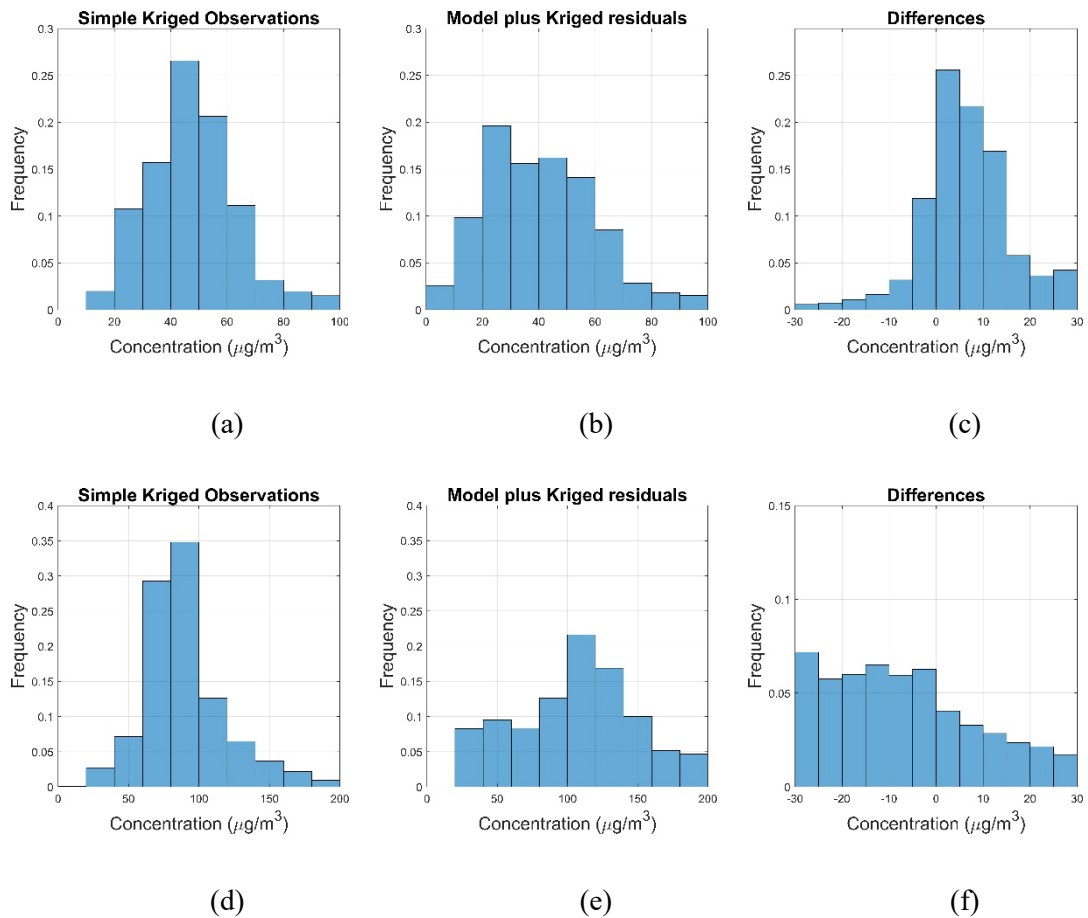 Simple Kriged Observations
0.3
0.25
0.2
0.15
0.1
0.05
0
Frequency
0 20 40 60 80 100
Concentration (μg/m³)
(a)
Model plus Kriged residuals
0.3
0.25
0.2
0.15
0.1
0.05
0
Frequency
0 20 40 60 80 100
Concentration (μg/m³)
(b)
Differences
0.25
0.2
0.15
0.1
0.05
0
Frequency
-30 -20 -10 0 10 20 30
Concentration (μg/m³)
(c)
Simple Kriged Observations
0.4
0.35
0.3
0.25
0.2
0.15
0.1
0.05
0
Frequency
0 50 100 150 200
Concentration (μg/m³)
(d)
Model plus Kriged residuals
0.4
0.35
0.3
0.25
0.2
0.15
0.1
0.05
0
Frequency
0 50 100 150 200
Concentration (μg/m³)
(e)
Differences
0.15
0.1
0.05
0
Frequency
-30 -20 -10 0 10 20 30
Concentration (μg/m³)
(f)